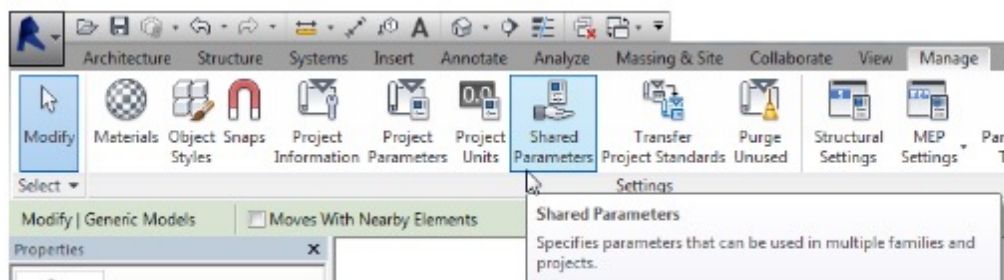 Architecture Structure Systems Insert Annotate Analyze Massing & Site Collaborate View Manage
Modify Materials Object Styles Snaps Project Information Project Parameters Project Units Shared Parameters Transfer Project Standards Purge Unused Structural Settings MEP Settings
Select Settings
Modify | Generic Models Moves With Nearby Elements
Properties
Shared Parameters
Specifies parameters that can be used in multiple families and
projects.